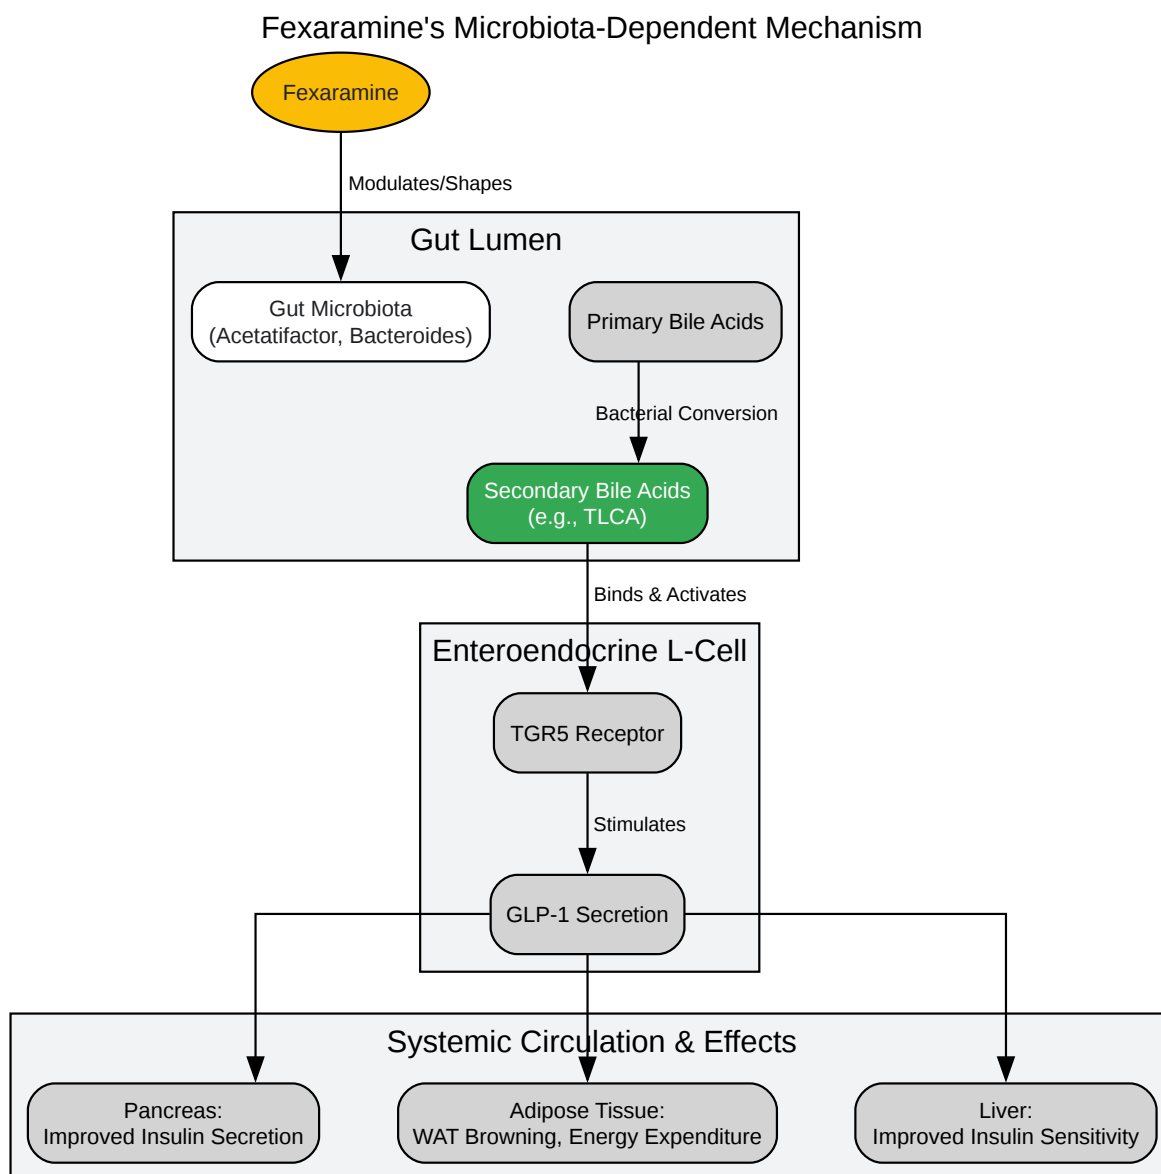 Fexaramine's Microbiota-Dependent Mechanism
Fexaramine
Modulates/Shapes
Gut Lumen
Gut Microbiota
(Acetatifactor, Bacteroides)
Primary Bile Acids
Bacterial Conversion
Secondary Bile Acids
(e.g., TLCA)
Binds & Activates
Enteroendocrine L-Cell
TGR5 Receptor
Stimulates
GLP-1 Secretion
Systemic Circulation & Effects
Pancreas:
Improved Insulin Secretion
Adipose Tissue:
WAT Browning, Energy Expenditure
Liver:
Improved Insulin Sensitivity